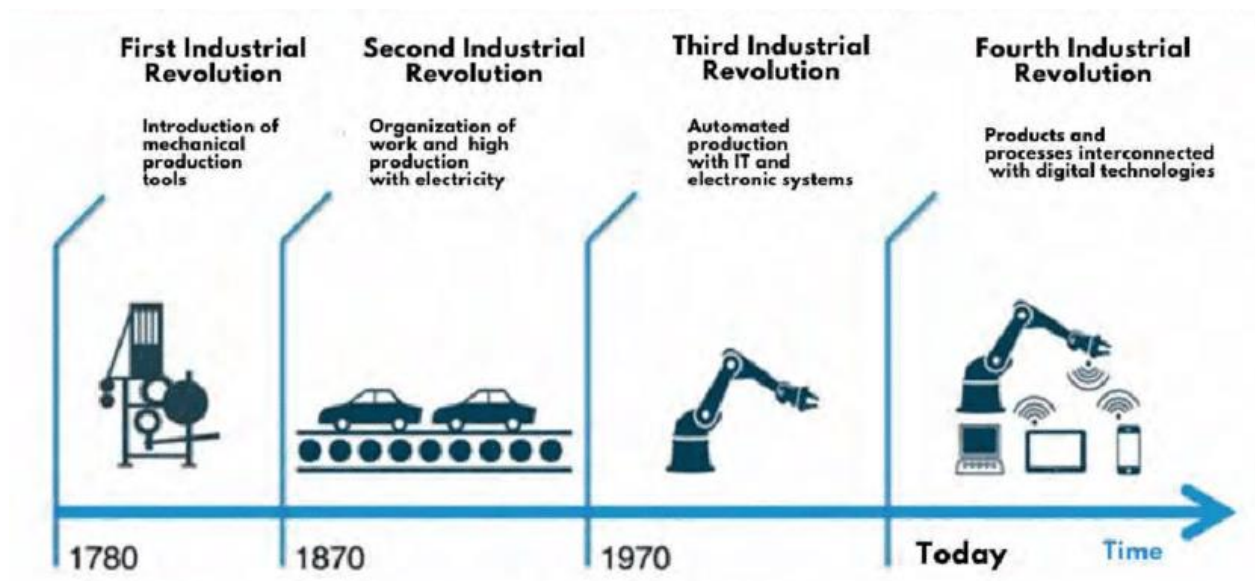 First Industrial
Revolution
Introduction of
mechanical
production
tools
Second Industrial
Revolution
Organization of
work and high
production
with electricity
Third Industrial
Revolution
Automated
production
with IT and
electronic systems
Fourth Industrial
Revolution
Products and
processes interconnected
with digital technologies
1780
1870
1970
Today
Time